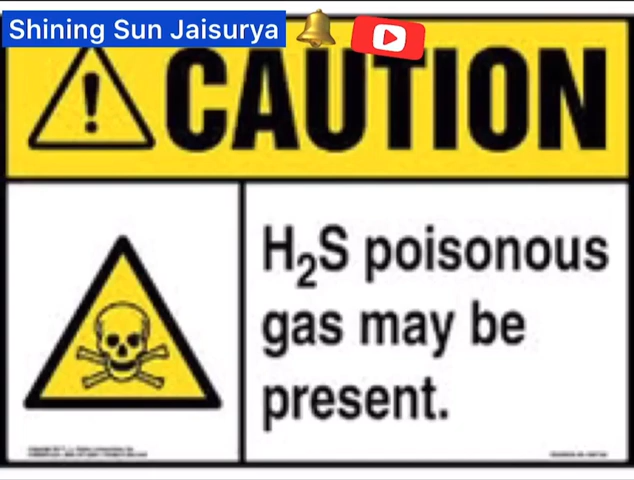 Shining Sun Jaisurya
CAUTION
H₂S poisonous
gas may be
present.